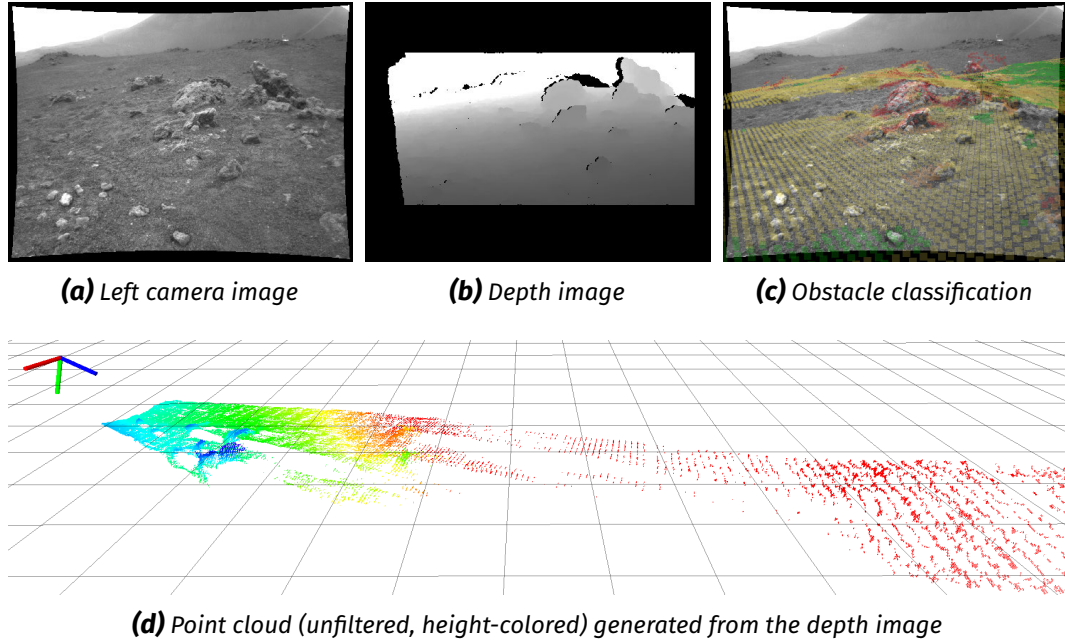 (a) Left camera image
(b) Depth image
(c) Obstacle classification
(d) Point cloud (unfiltered, height-colored) generated from the depth image